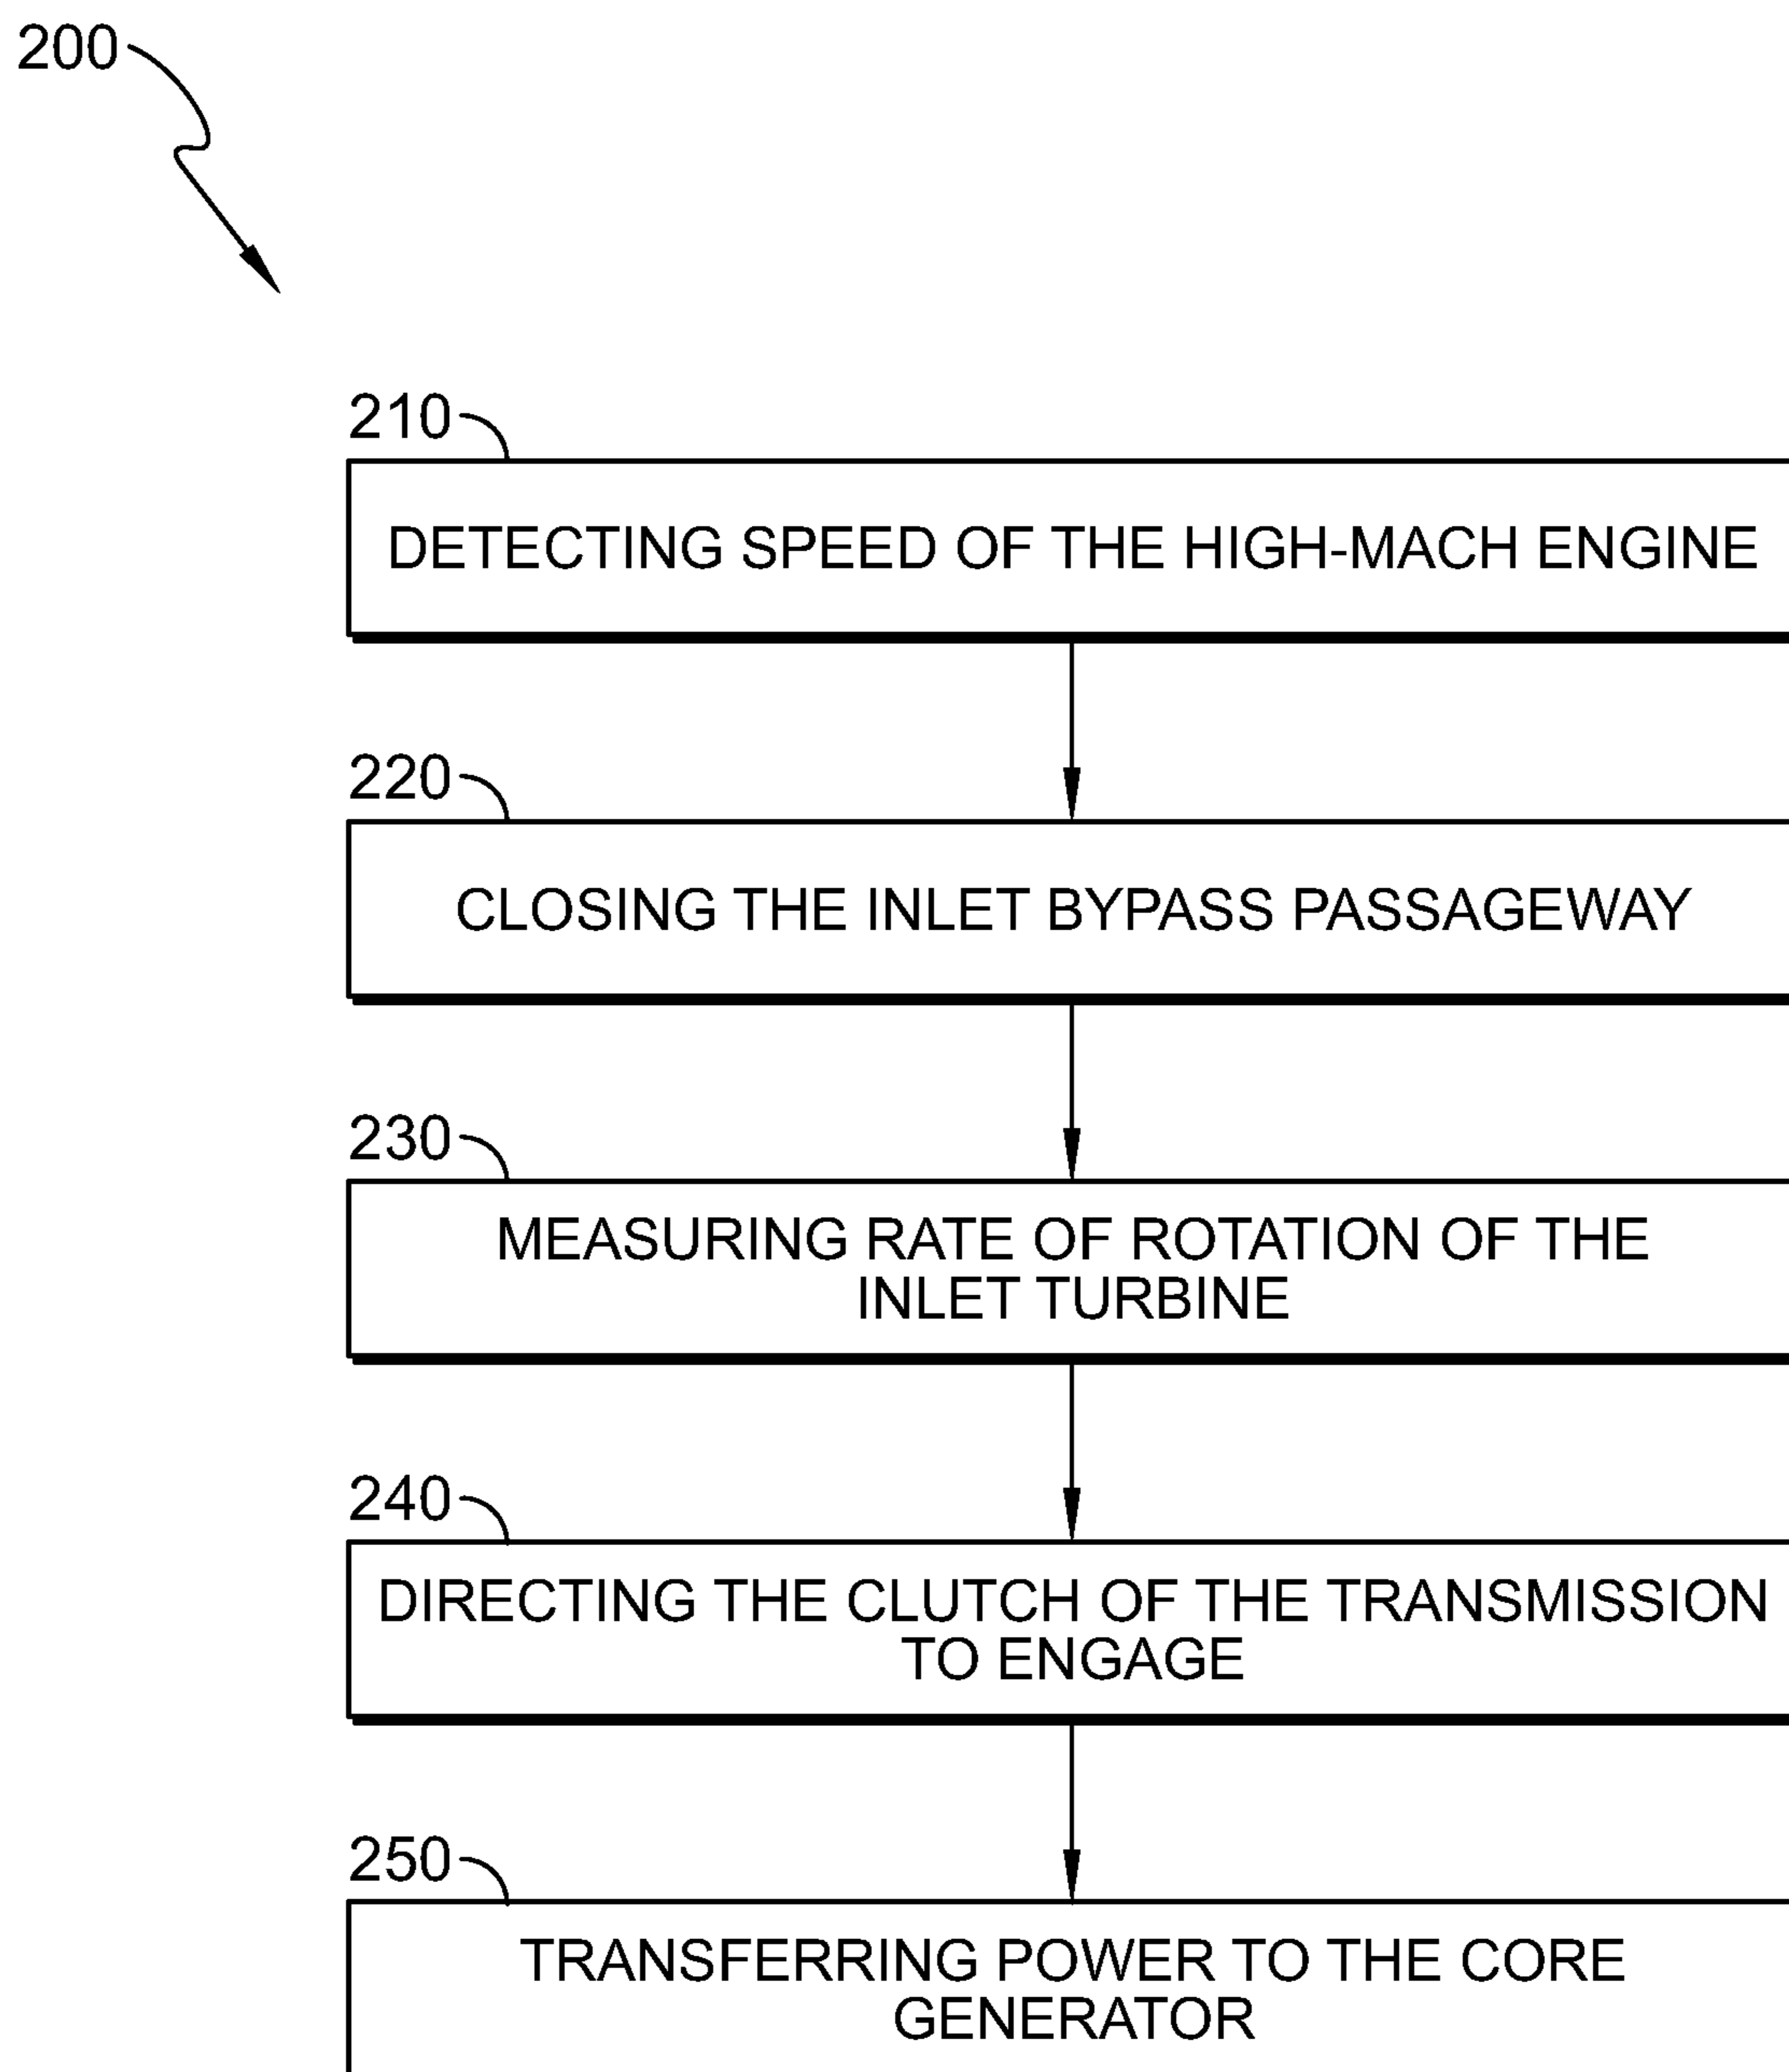 200
210
DETECTING SPEED OF THE HIGH-MACH ENGINE
220
CLOSING THE INLET BYPASS PASSAGEWAY
230
MEASURING RATE OF ROTATION OF THE
INLET TURBINE
240
DIRECTING THE CLUTCH OF THE TRANSMISSION
TO ENGAGE
250
TRANSFERRING POWER TO THE CORE
GENERATOR